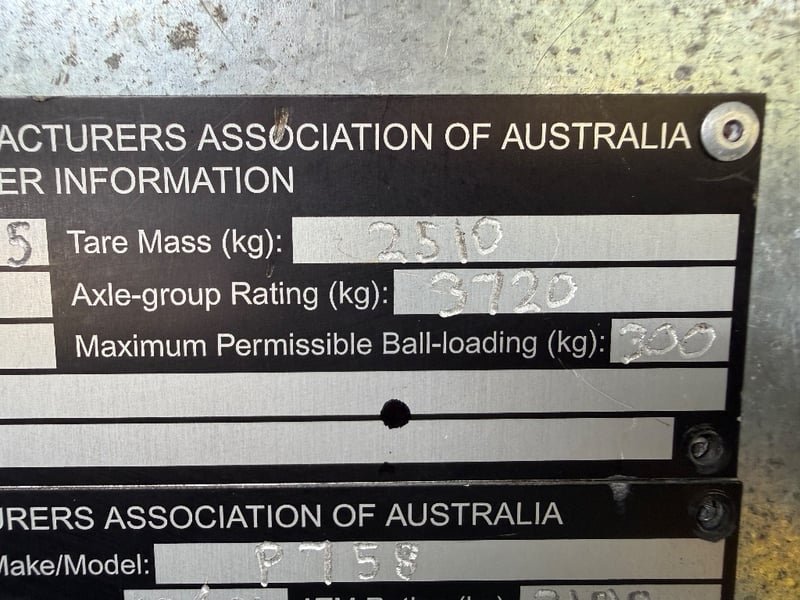 ACTURERS ASSOCIATION OF AUSTRALIA
ER INFORMATION
5 Tare Mass (kg): 2510
Axle-group Rating (kg): 3720
Maximum Permissible Ball-loading (kg): 300
URERS ASSOCIATION OF AUSTRALIA
Make/Model: P758